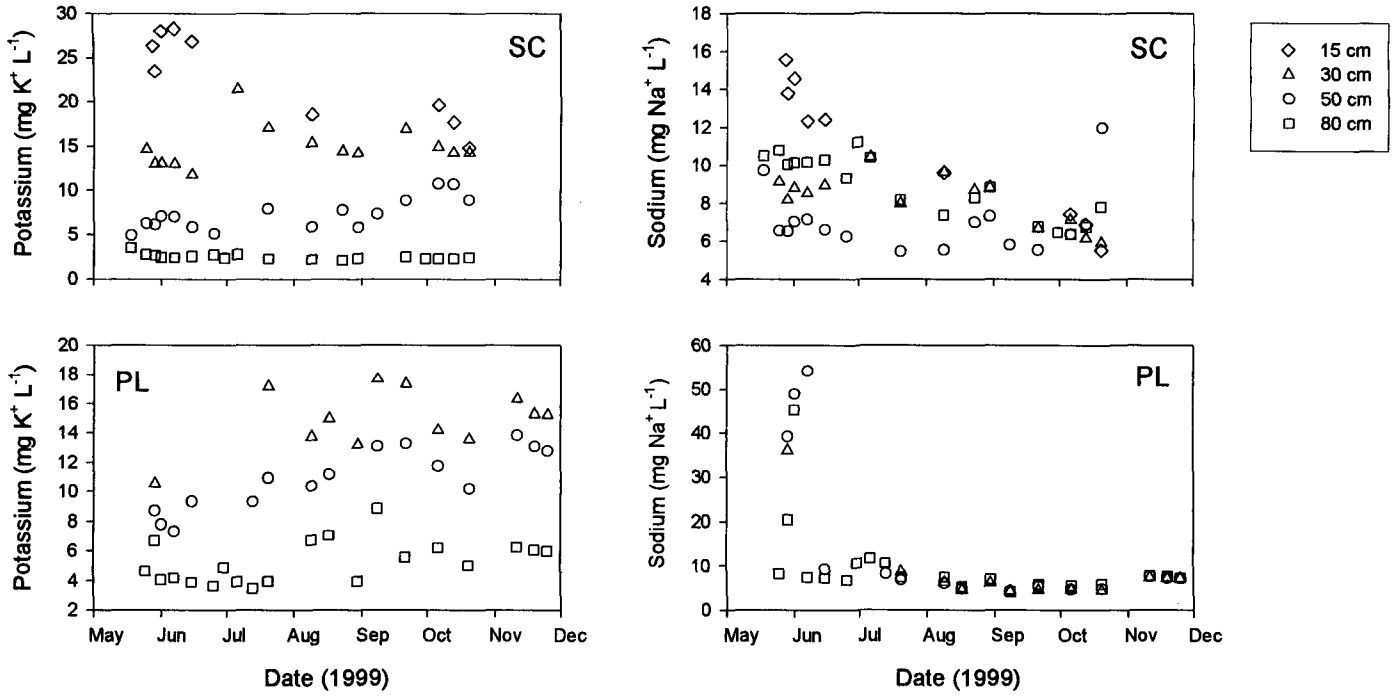 Potassium (mg K⁺ L⁻¹)
30
25
20
15
10
5
0
SC
Sodium (mg Na⁺ L⁻¹)
18
16
14
12
10
8
6
4
SC
15 cm
30 cm
50 cm
80 cm
Potassium (mg K⁺ L⁻¹)
20
18
16
14
12
10
8
6
4
2
PL
May Jun Jul Aug Sep Oct Nov Dec
Date (1999)
Sodium (mg Na⁺ L⁻¹)
60
50
40
30
20
10
0
PL
May Jun Jul Aug Sep Oct Nov Dec
Date (1999)